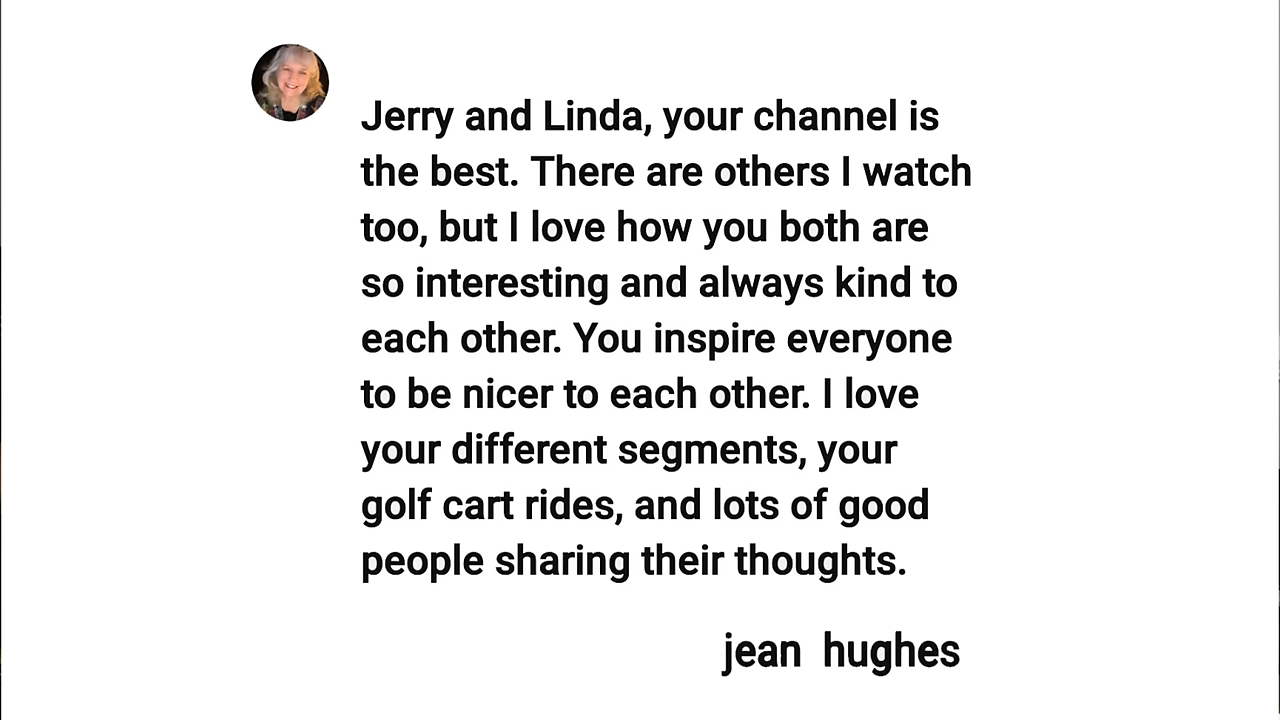 Jerry and Linda, your channel is
the best. There are others I watch
too, but I love how you both are
so interesting and always kind to
each other. You inspire everyone
to be nicer to each other. I love
your different segments, your
golf cart rides, and lots of good
people sharing their thoughts.
jean hughes